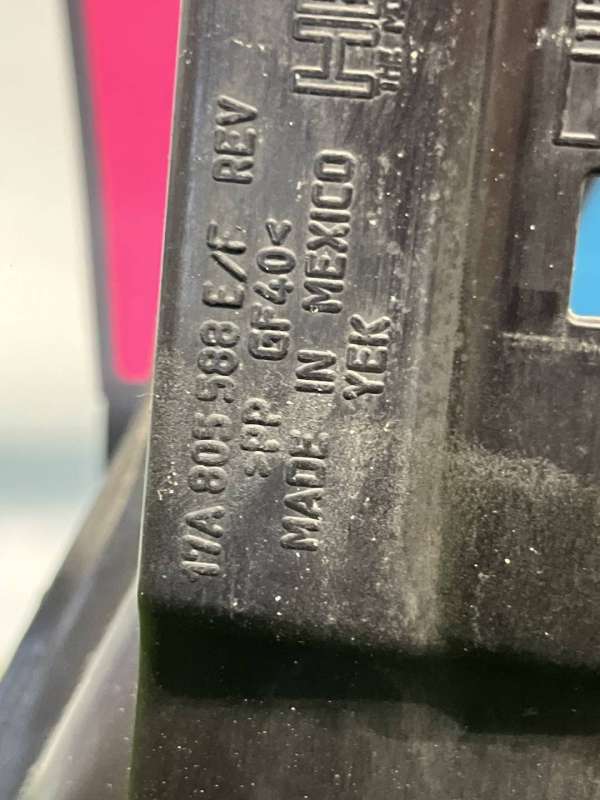 17A 805 588 E/F REV
>PP GF40<
MADE IN MEXICO
YEK